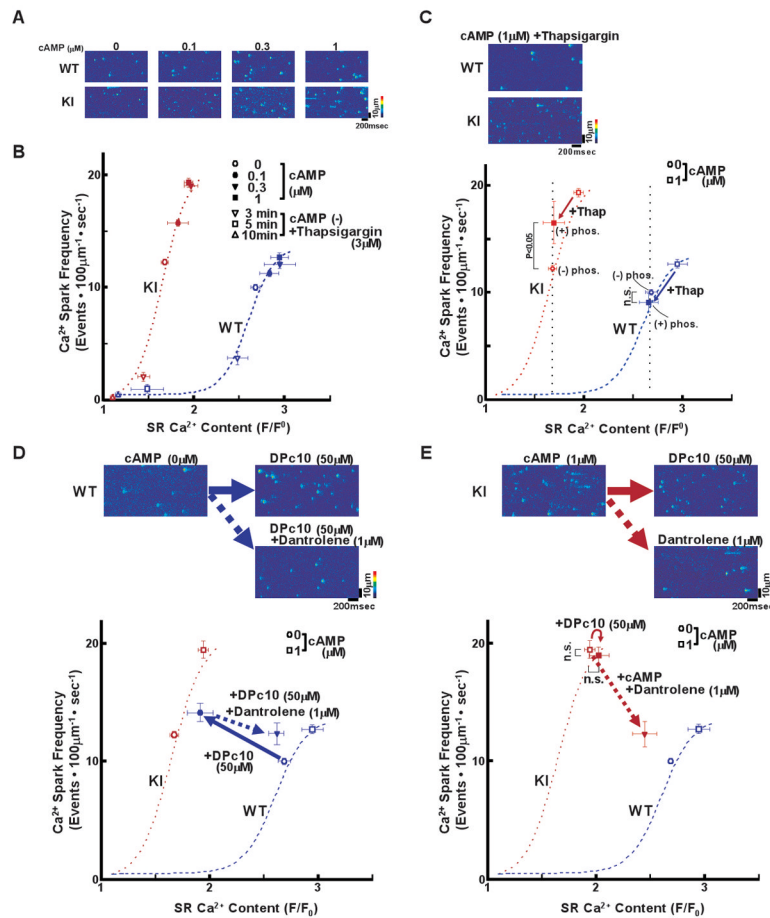 A
cAMP (μM) 0 0.1 0.3 1
WT
KI
10μm
200msec
B
Ca²⁺ Spark Frequency
(Events • 100μm⁻¹ • sec⁻¹)
20
10
0
0
0.1
0.3
1
cAMP
(μM)
3 min
5 min
10min
cAMP (-)
+Thapsigargin
(3μM)
KI
WT
1 2 3
SR Ca²⁺ Content (F/F⁰)
C
cAMP (1μM) +Thapsigargin
WT
KI
10μm
200msec
Ca²⁺ Spark Frequency
(Events • 100μm⁻¹ • sec⁻¹)
20
10
0
0
1
cAMP
(μM)
+Thap
(+) phos.
P<0.05
(-) phos.
KI
(-) phos.
n.s.
+Thap
(+) phos.
WT
1 2 3
SR Ca²⁺ Content (F/F⁰)
D
cAMP (0μM)
DPc10 (50μM)
WT
DPc10 (50μM)
+Dantrolene (1μM)
10μm
200msec
Ca²⁺ Spark Frequency
(Events • 100μm⁻¹ • sec⁻¹)
20
10
0
0
1
cAMP
(μM)
+DPc10 (50μM)
+Dantrolene (1μM)
+DPc10
(50μM)
KI
WT
1 2 3
SR Ca²⁺ Content (F/F₀)
E
cAMP (1μM)
DPc10 (50μM)
KI
Dantrolene (1μM)
10μm
200msec
Ca²⁺ Spark Frequency
(Events • 100μm⁻¹ • sec⁻¹)
20
10
0
+DPc10 (50μM)
0
1
cAMP
(μM)
n.s.
n.s.
+cAMP
+Dantrolene (1μM)
KI
WT
1 2 3
SR Ca²⁺ Content (F/F₀)